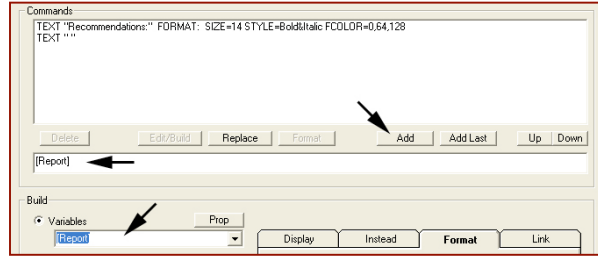 Commands
TEXT "Recommendations:" FORMAT: SIZE=14 STYLE=Bold&Italic FCOLOR=0,64,128
TEXT " "
Delete Edit/Build Replace Format Add Add Last Up Down
[Report]
Build
Variables Prop
[Report] Display Instead Format Link